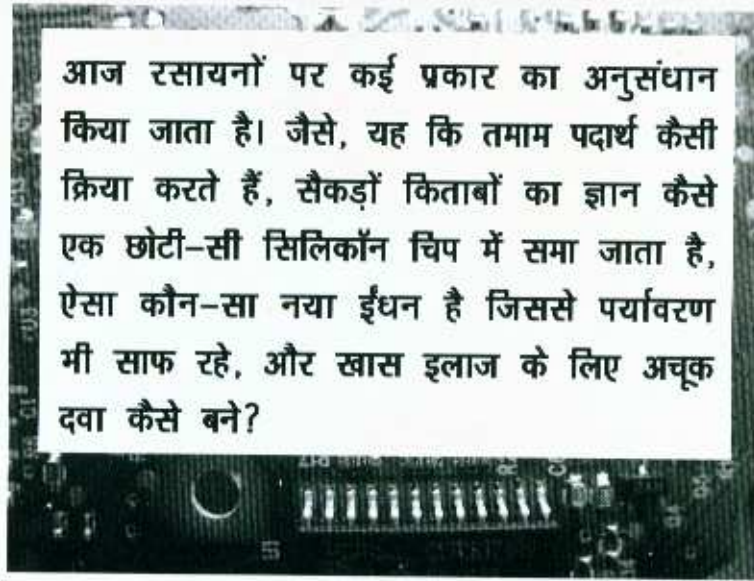 आज रसायनों पर कई प्रकार का अनुसंधान
किया जाता है। जैसे, यह कि तमाम पदार्थ कैसी
क्रिया करते हैं, सैकड़ों किताबों का ज्ञान कैसे
एक छोटी-सी सिलिकॉन चिप में समा जाता है,
ऐसा कौन-सा नया ईंधन है जिससे पर्यावरण
भी साफ रहे, और खास इलाज के लिए अचूक
दवा कैसे बने?